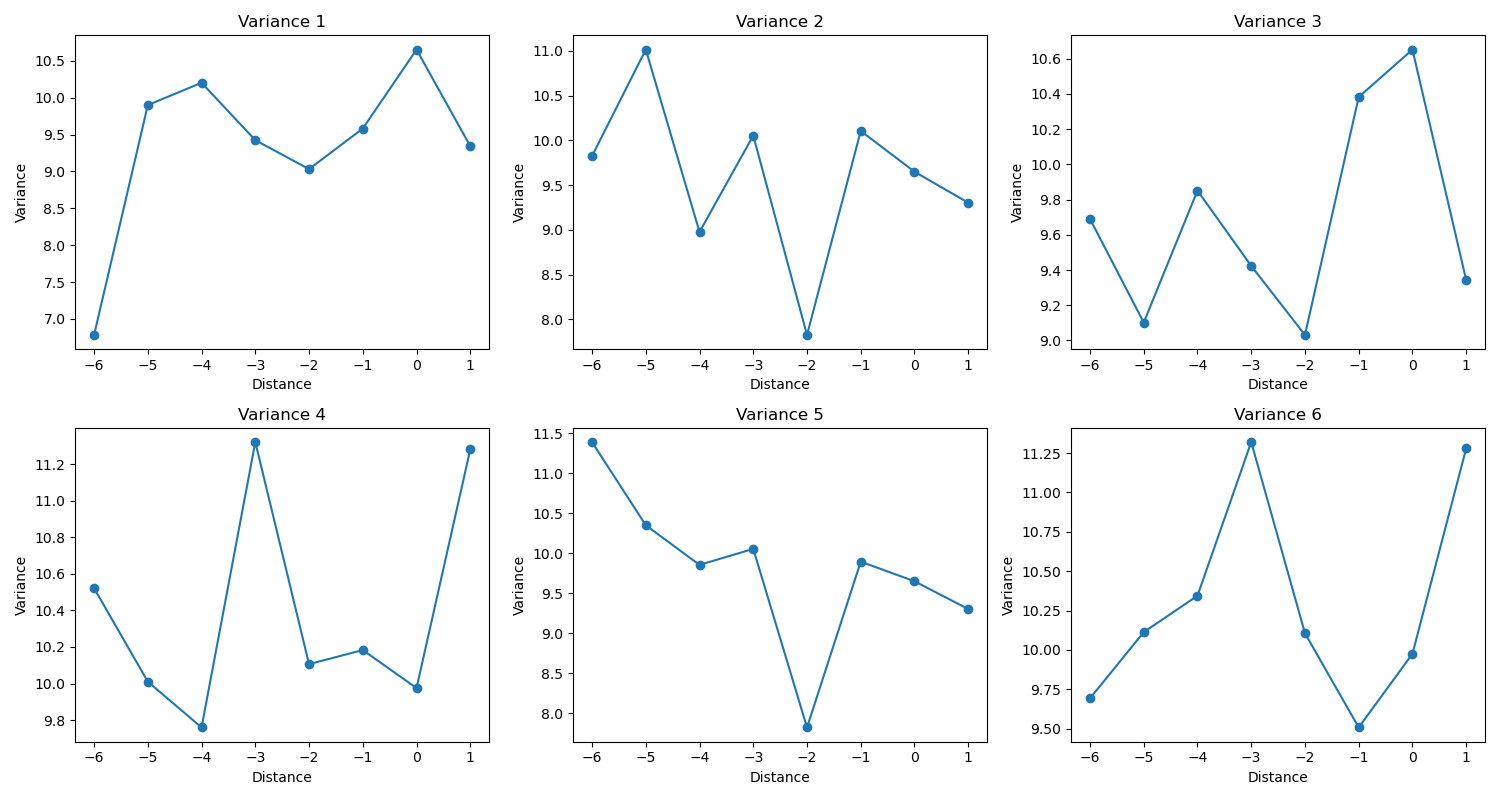 Variance 1
Variance
10.5
10.0
9.5
9.0
8.5
8.0
7.5
7.0
−6 −5 −4 −3 −2 −1 0 1
Distance
Variance 2
Variance
11.0
10.5
10.0
9.5
9.0
8.5
8.0
−6 −5 −4 −3 −2 −1 0 1
Distance
Variance 3
Variance
10.6
10.4
10.2
10.0
9.8
9.6
9.4
9.2
9.0
−6 −5 −4 −3 −2 −1 0 1
Distance
Variance 4
Variance
11.2
11.0
10.8
10.6
10.4
10.2
10.0
9.8
−6 −5 −4 −3 −2 −1 0 1
Distance
Variance 5
Variance
11.5
11.0
10.5
10.0
9.5
9.0
8.5
8.0
−6 −5 −4 −3 −2 −1 0 1
Distance
Variance 6
Variance
11.25
11.00
10.75
10.50
10.25
10.00
9.75
9.50
−6 −5 −4 −3 −2 −1 0 1
Distance